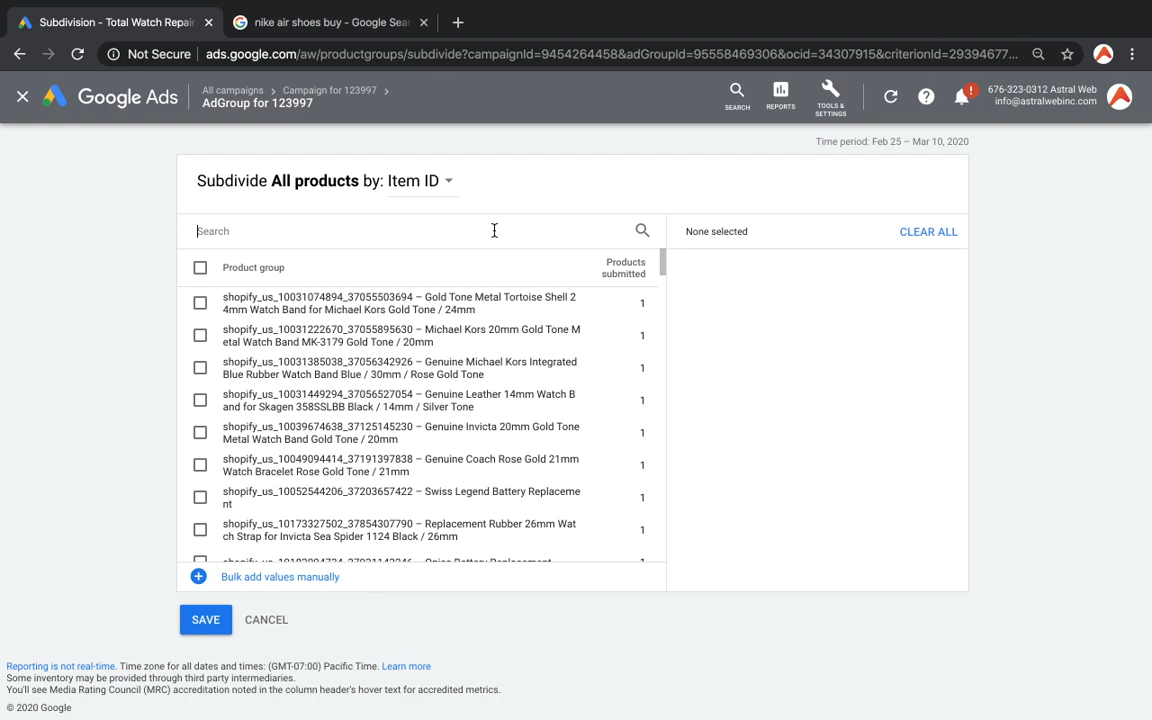 Subdivision - Total Watch Repair
nike air shoes buy - Google Sear
Not Secure ads.google.com/aw/productgroups/subdivide?campaignId=9454264458&adGroupId=95558469306&ocid=34307915&criterionId=29394677...
Google Ads
All campaigns > Campaign for 123997 >
AdGroup for 123997
SEARCH
REPORTS
TOOLS &
SETTINGS
!
676-323-0312 Astral Web
info@astralwebinc.com
Time period: Feb 25 – Mar 10, 2020
Subdivide All products by: Item ID
Search
None selected
CLEAR ALL
Product group
Products
submitted
shopify_us_10031074894_37055503694 – Gold Tone Metal Tortoise Shell 2
4mm Watch Band for Michael Kors Gold Tone / 24mm
1
shopify_us_10031222670_37055895630 – Michael Kors 20mm Gold Tone M
etal Watch Band MK-3179 Gold Tone / 20mm
1
shopify_us_10031385038_37056342926 – Genuine Michael Kors Integrated
Blue Rubber Watch Band Blue / 30mm / Rose Gold Tone
1
shopify_us_10031449294_37056527054 – Genuine Leather 14mm Watch B
and for Skagen 358SSLBB Black / 14mm / Silver Tone
1
shopify_us_10039674638_37125145230 – Genuine Invicta 20mm Gold Tone
Metal Watch Band Gold Tone / 20mm
1
shopify_us_10049094414_37191397838 – Genuine Coach Rose Gold 21mm
Watch Bracelet Rose Gold Tone / 21mm
1
shopify_us_10052544206_37203657422 – Swiss Legend Battery Replaceme
nt
1
shopify_us_10173327502_37854307790 – Replacement Rubber 26mm Wat
ch Strap for Invicta Sea Spider 1124 Black / 26mm
1
Bulk add values manually
SAVE
CANCEL
Reporting is not real-time. Time zone for all dates and times: (GMT-07:00) Pacific Time. Learn more
Some inventory may be provided through third party intermediaries.
You'll see Media Rating Council (MRC) accreditation noted in the column header's hover text for accredited metrics.
© 2020 Google